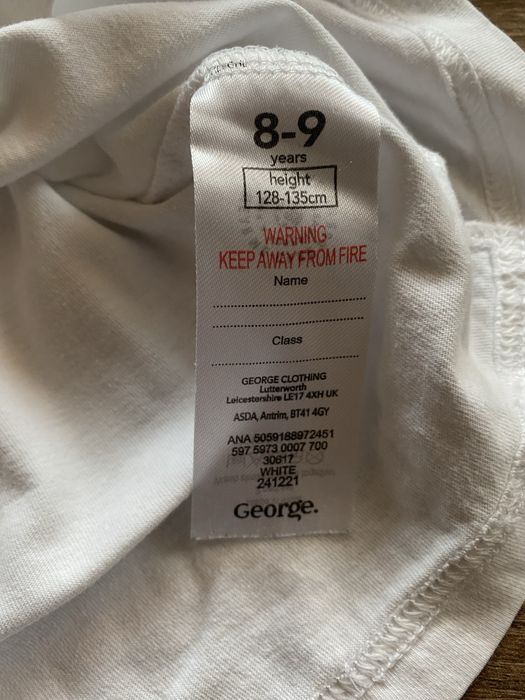 8-9
years
height
128-135cm
WARNING
KEEP AWAY FROM FIRE
Name
Class
GEORGE CLOTHING
Lutterworth
Leicestershire LE17 4XH UK
ASDA, Antrim, BT41 4GY
ANA 5059188972451
597 5973 0007 700
30617
WHITE
241221
George.